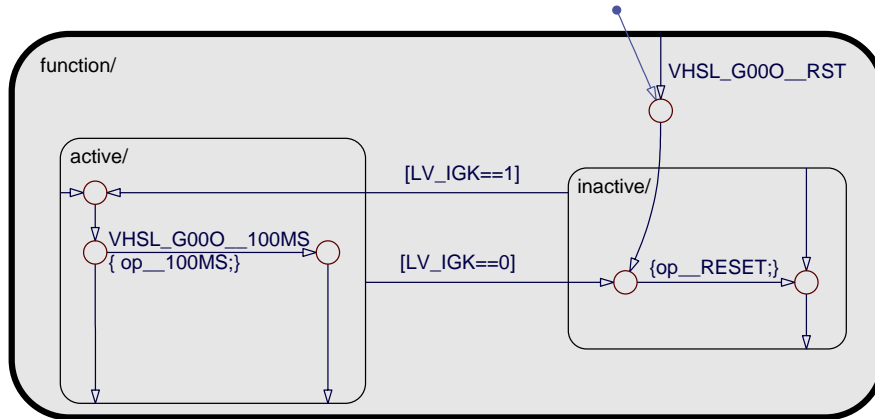 function/
VHSL_G00O__RST
active/
[LV_IGK==1]
inactive/
VHSL_G00O__100MS
{ op__100MS;}
[LV_IGK==0]
{op__RESET;}